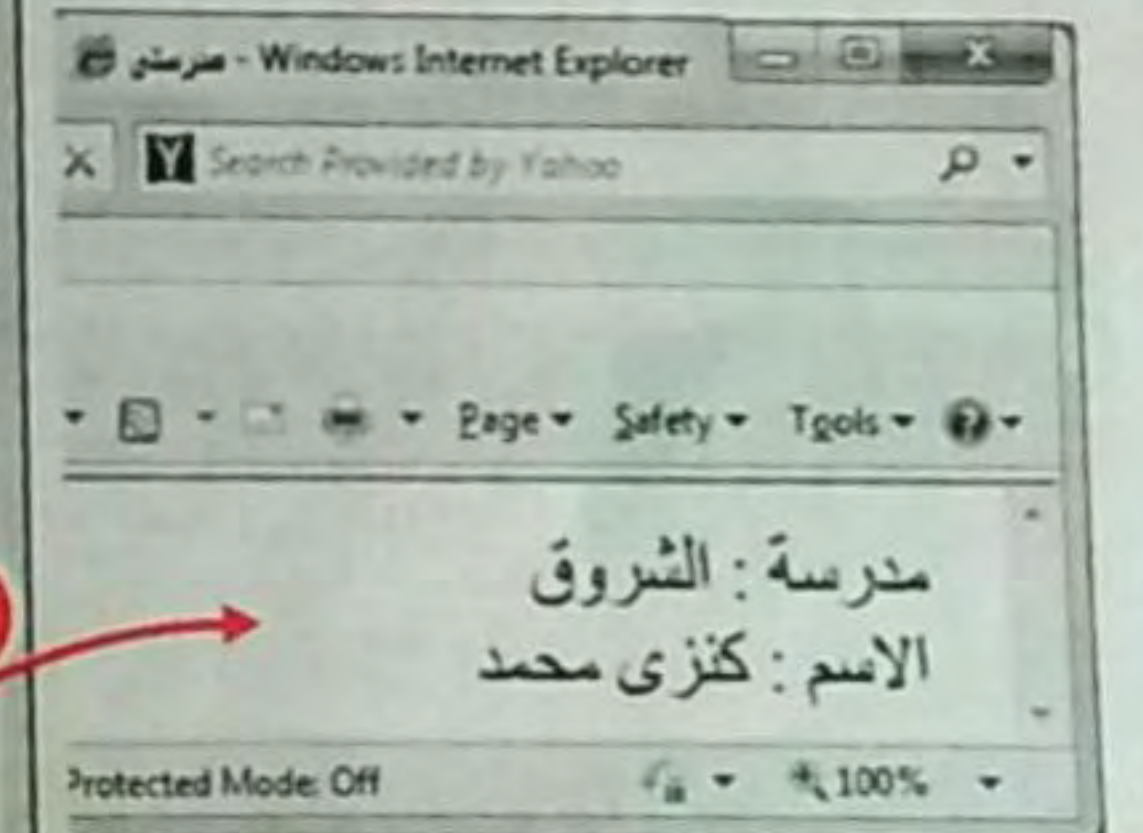 مدرستي - Windows Internet Explorer
Search Provided by Yahoo
Page Safety Tools
مدرسة : الشروق
الاسم : كنزى محمد
Protected Mode: Off 100%